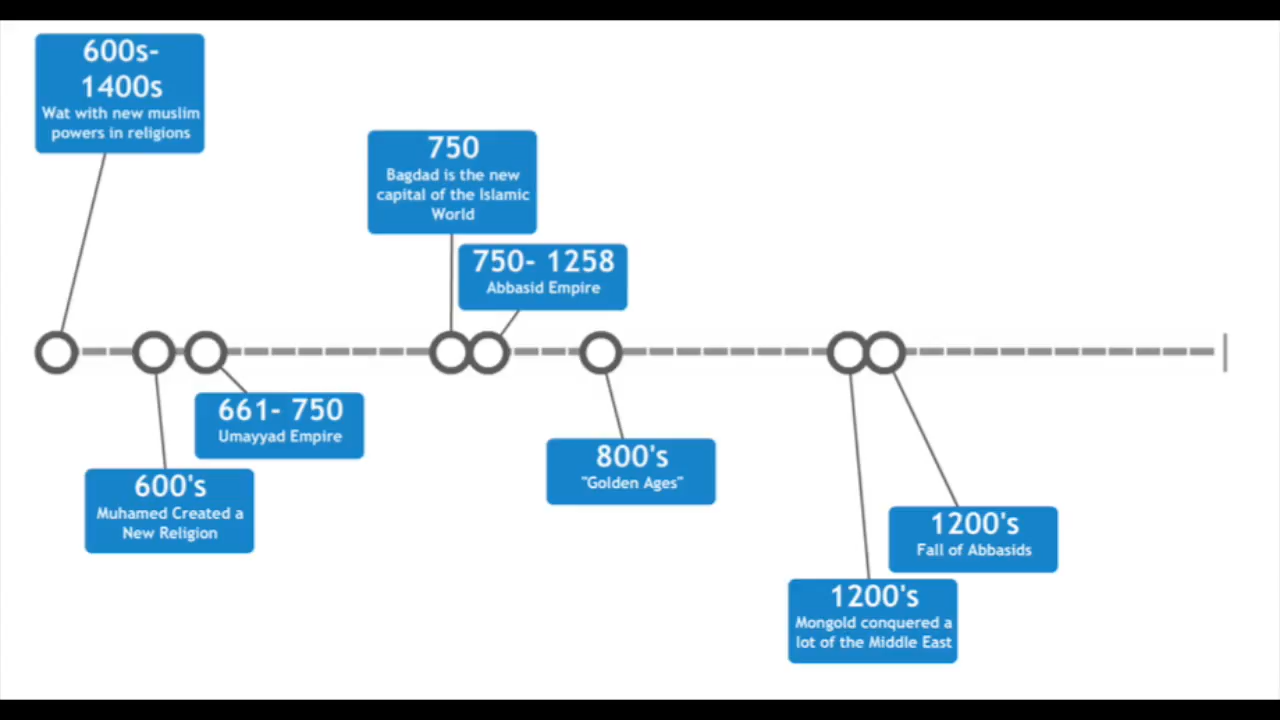 600s-
1400s
Wat with new muslim
powers in religions
600's
Muhamed Created a
New Religion
661- 750
Umayyad Empire
750
Bagdad is the new
capital of the Islamic
World
750- 1258
Abbasid Empire
800's
"Golden Ages"
1200's
Mongold conquered a
lot of the Middle East
1200's
Fall of Abbasids